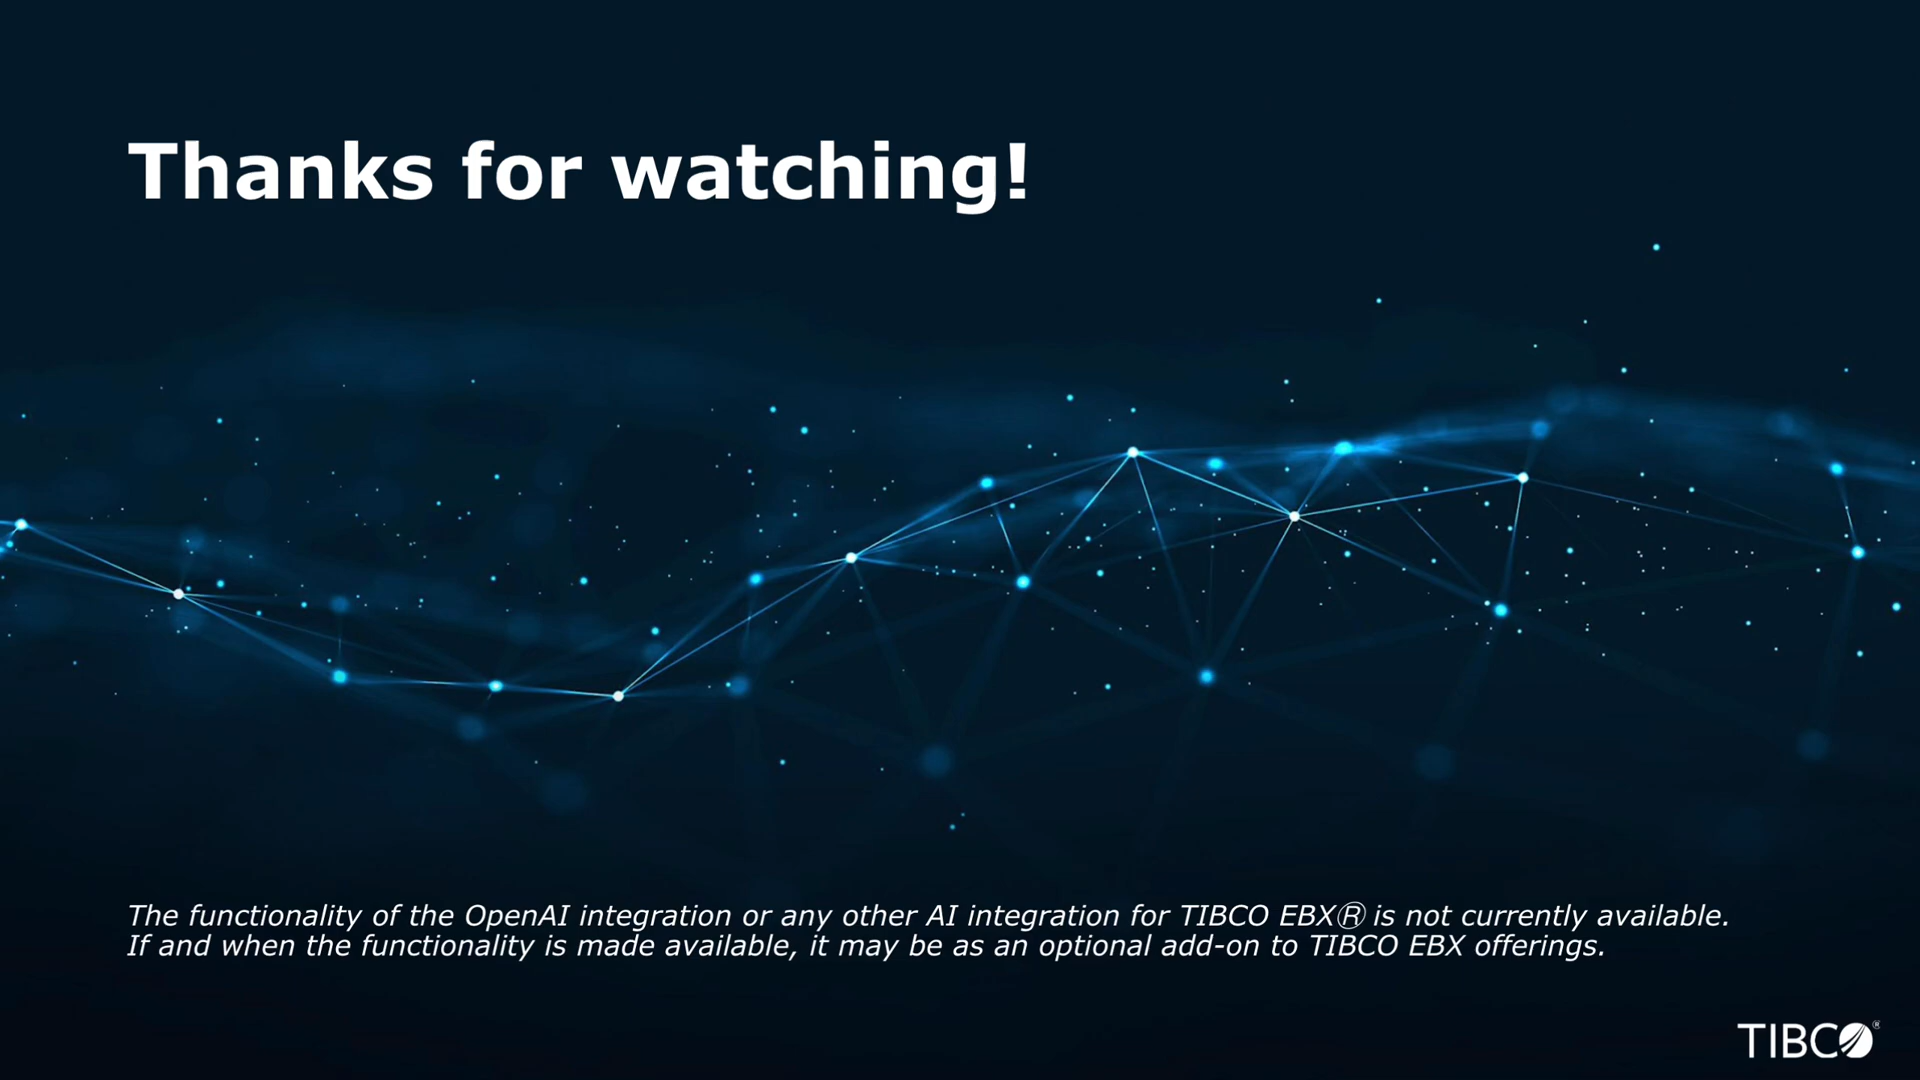 Thanks for watching!
The functionality of the OpenAI integration or any other AI integration for TIBCO EBX® is not currently available.
If and when the functionality is made available, it may be as an optional add-on to TIBCO EBX offerings.
TIBCO®